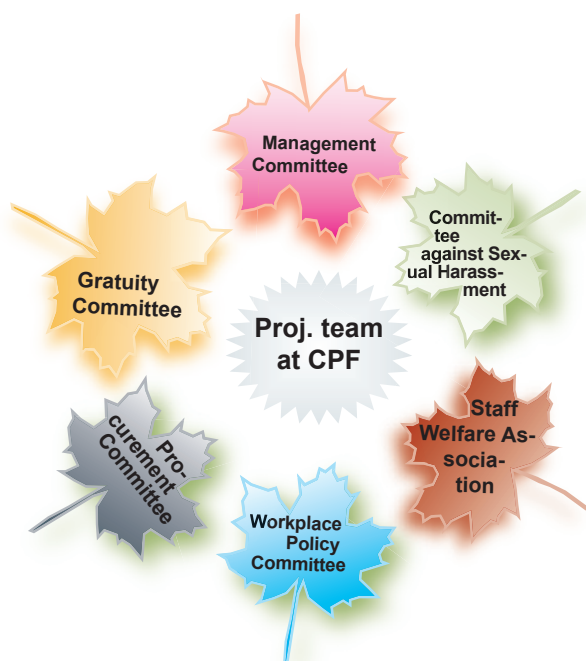 Management
Committee
Commit-
tee
against Sex-
ual Harass-
ment
Gratuity
Committee
Proj. team
at CPF
Staff
Welfare As-
socia-
tion
Pro-
curement
Committee
Workplace
Policy
Committee